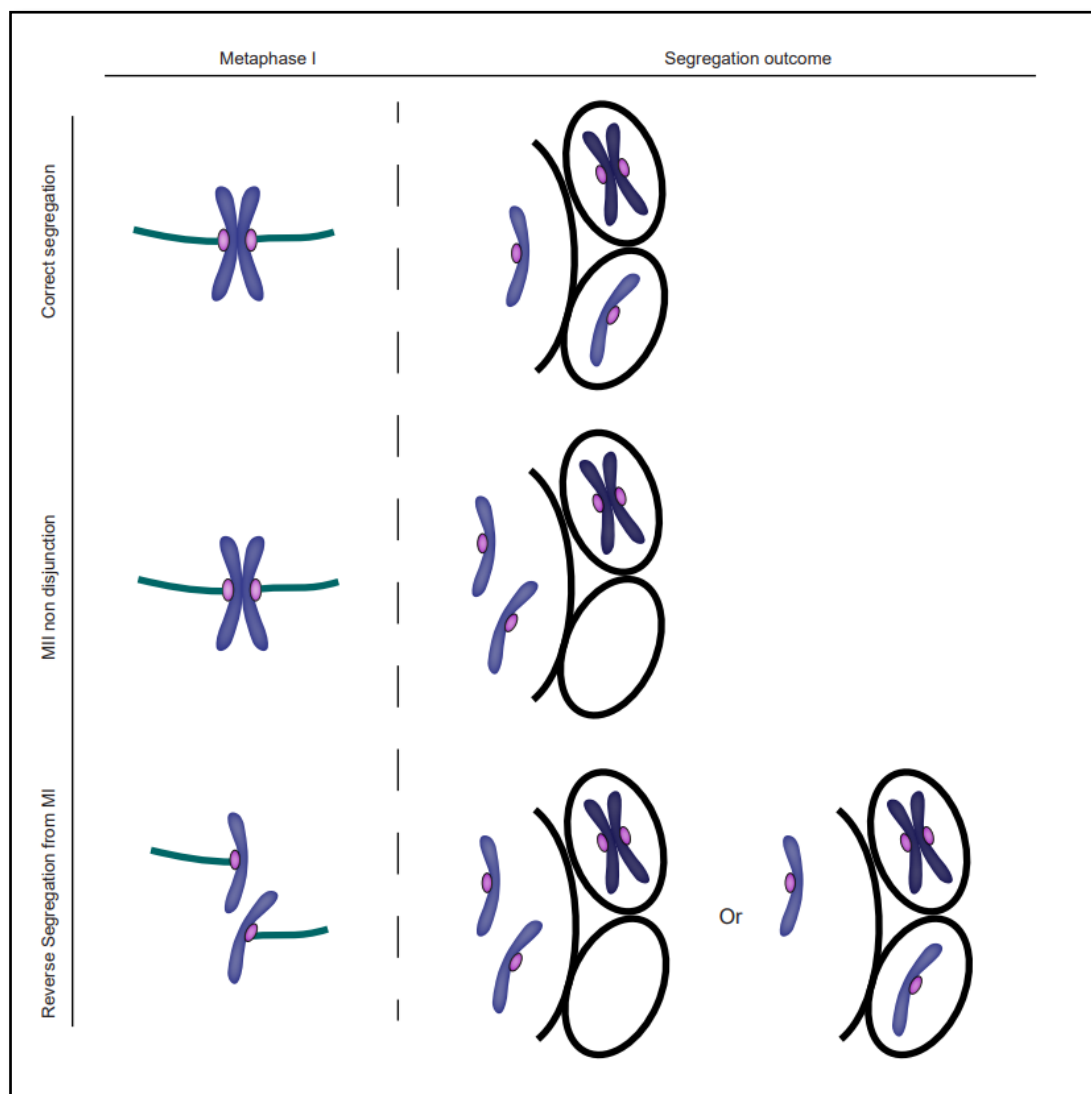 Metaphase I
Segregation outcome
Correct segregation
MII non disjunction
Reverse Segregation from MI
Or